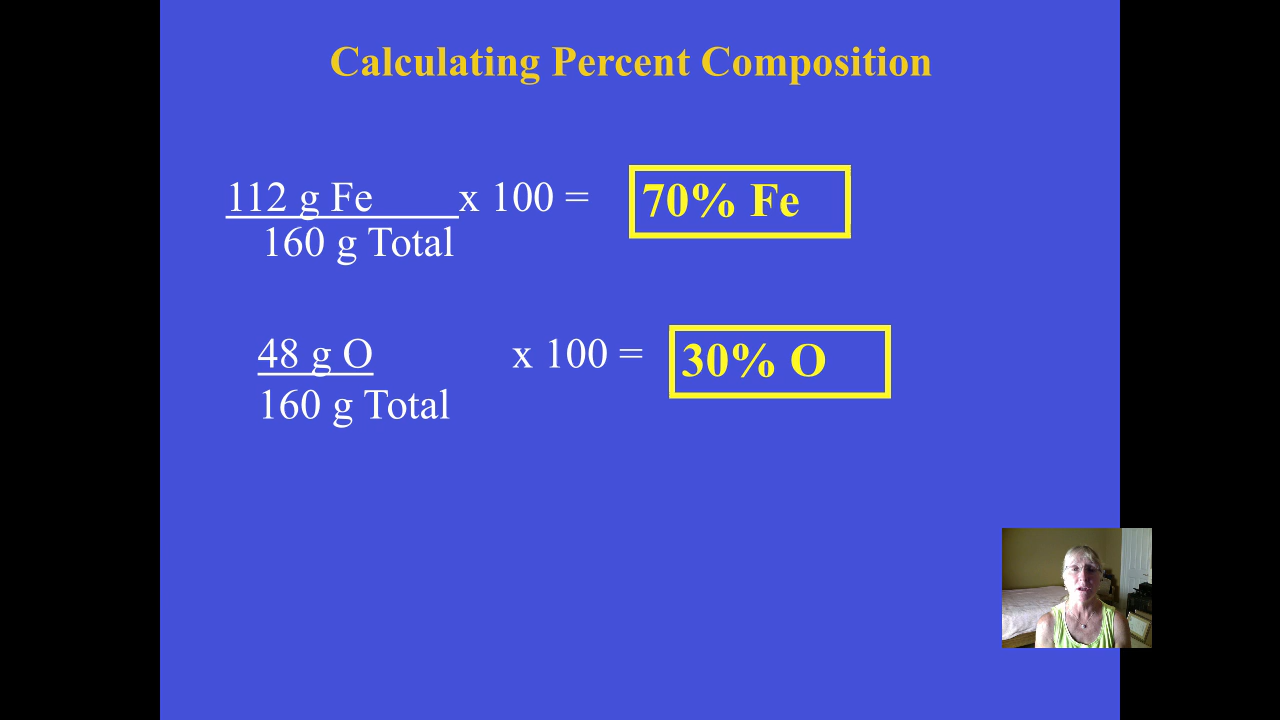 Calculating Percent Composition
112 g Fe x 100 = 70% Fe
160 g Total
48 g O x 100 = 30% O
160 g Total